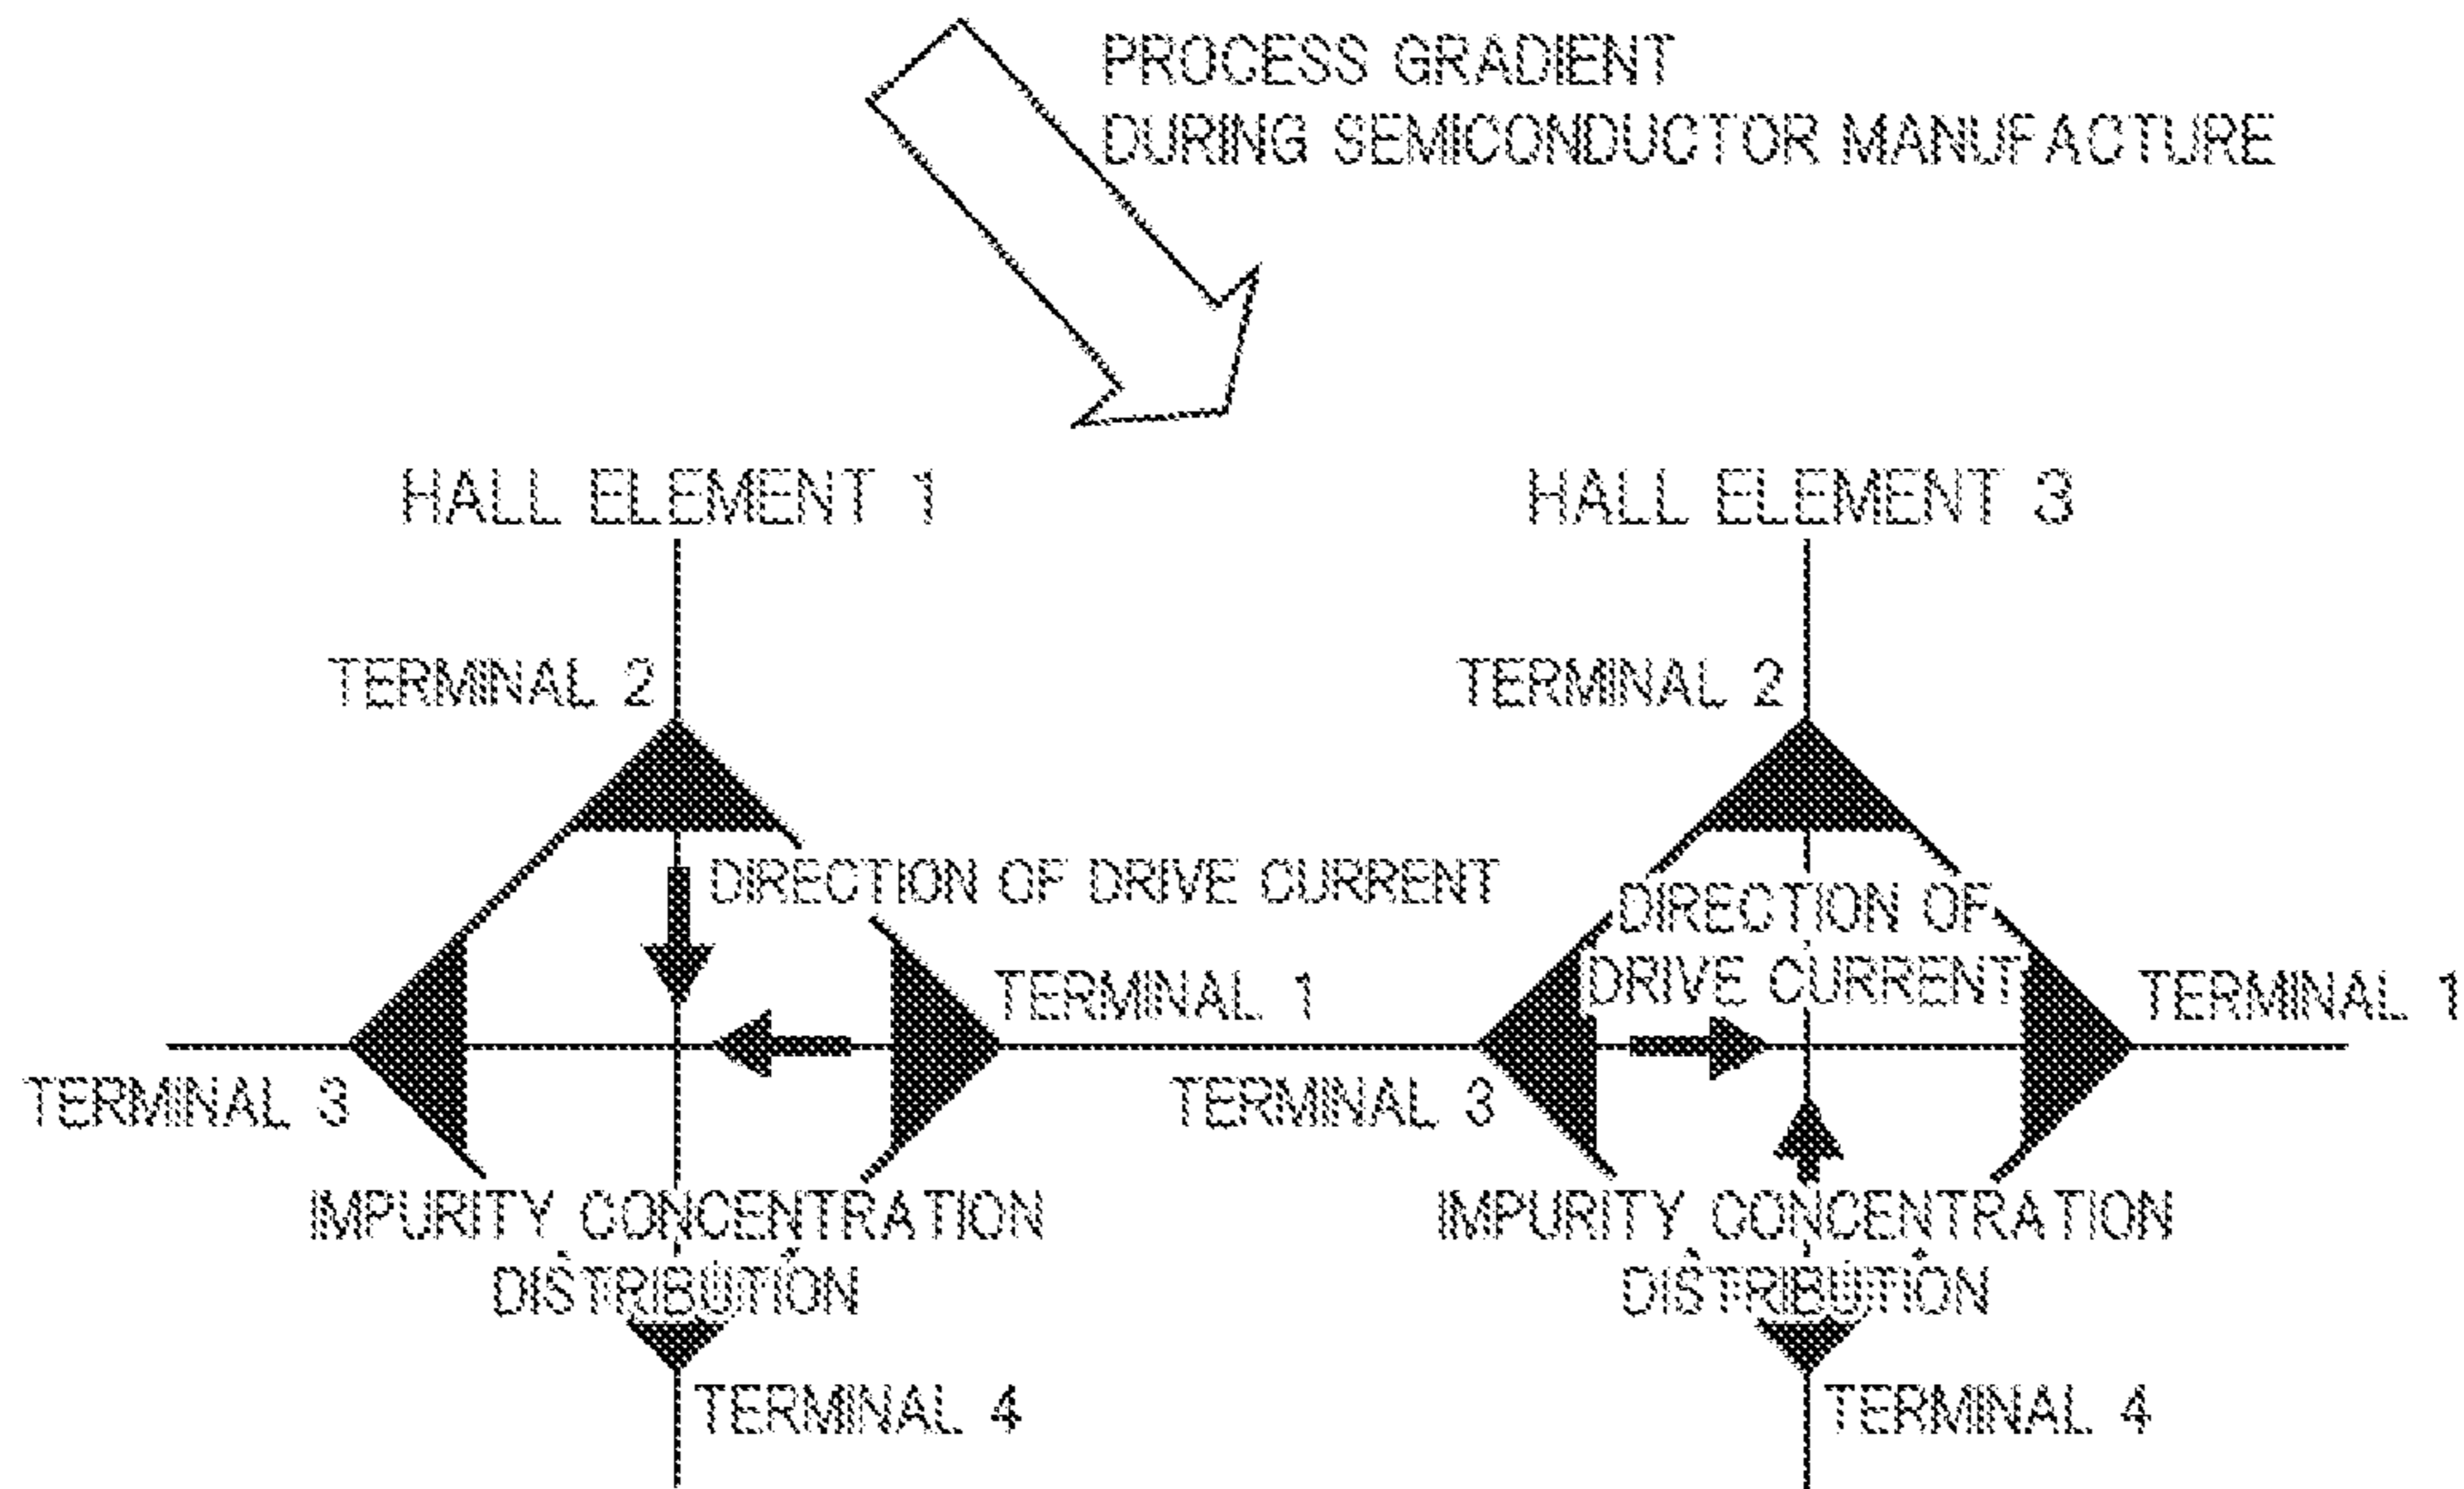 PROCESS GRADIENT
DURING SEMICONDUCTOR MANUFACTURE
HALL ELEMENT 1
HALL ELEMENT 3
TERMINAL 2
TERMINAL 2
DIRECTION OF DRIVE CURRENT
DIRECTION OF
DRIVE CURRENT
TERMINAL 1
TERMINAL 1
TERMINAL 3
TERMINAL 3
IMPURITY CONCENTRATION
DISTRIBUTION
IMPURITY CONCENTRATION
DISTRIBUTION
TERMINAL 4
TERMINAL 4